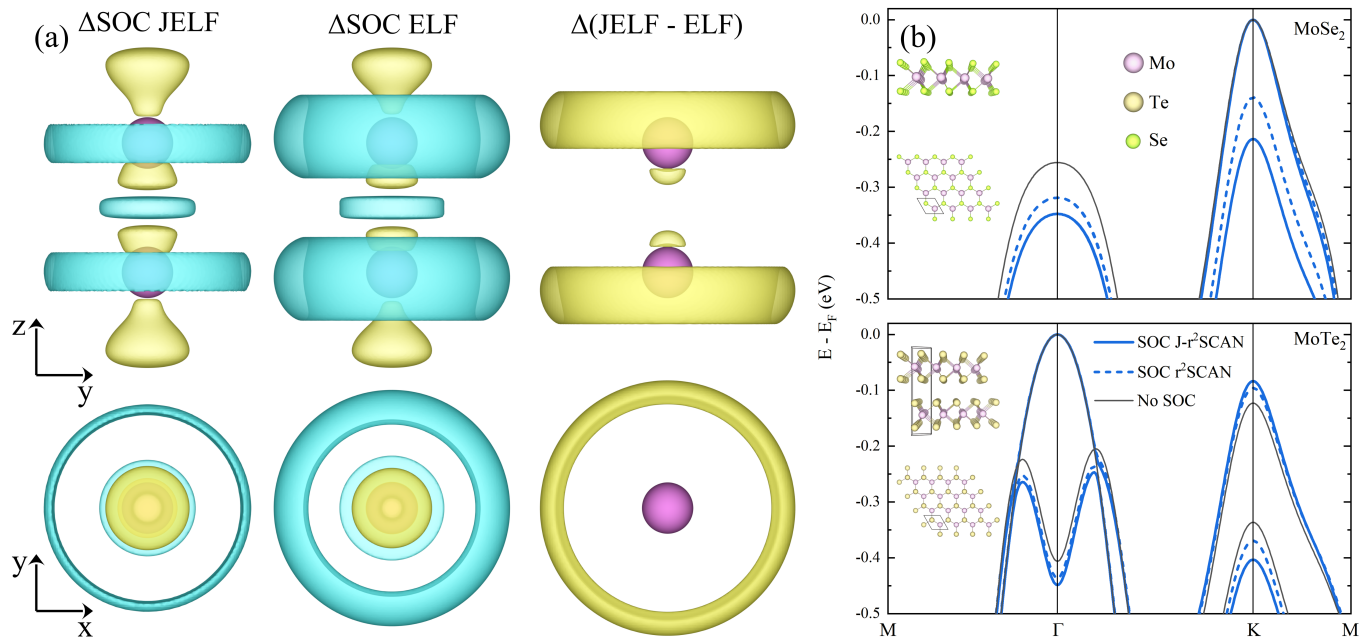 (a)
ΔSOC JELF
ΔSOC ELF
Δ(JELF - ELF)
z
y
y
x
(b)
E - E_F (eV)
0.0
-0.1
-0.2
-0.3
-0.4
-0.5
MoSe₂
Mo
Te
Se
0.0
-0.1
-0.2
-0.3
-0.4
-0.5
MoTe₂
SOC J-r²SCAN
SOC r²SCAN
No SOC
M
Γ
K
M